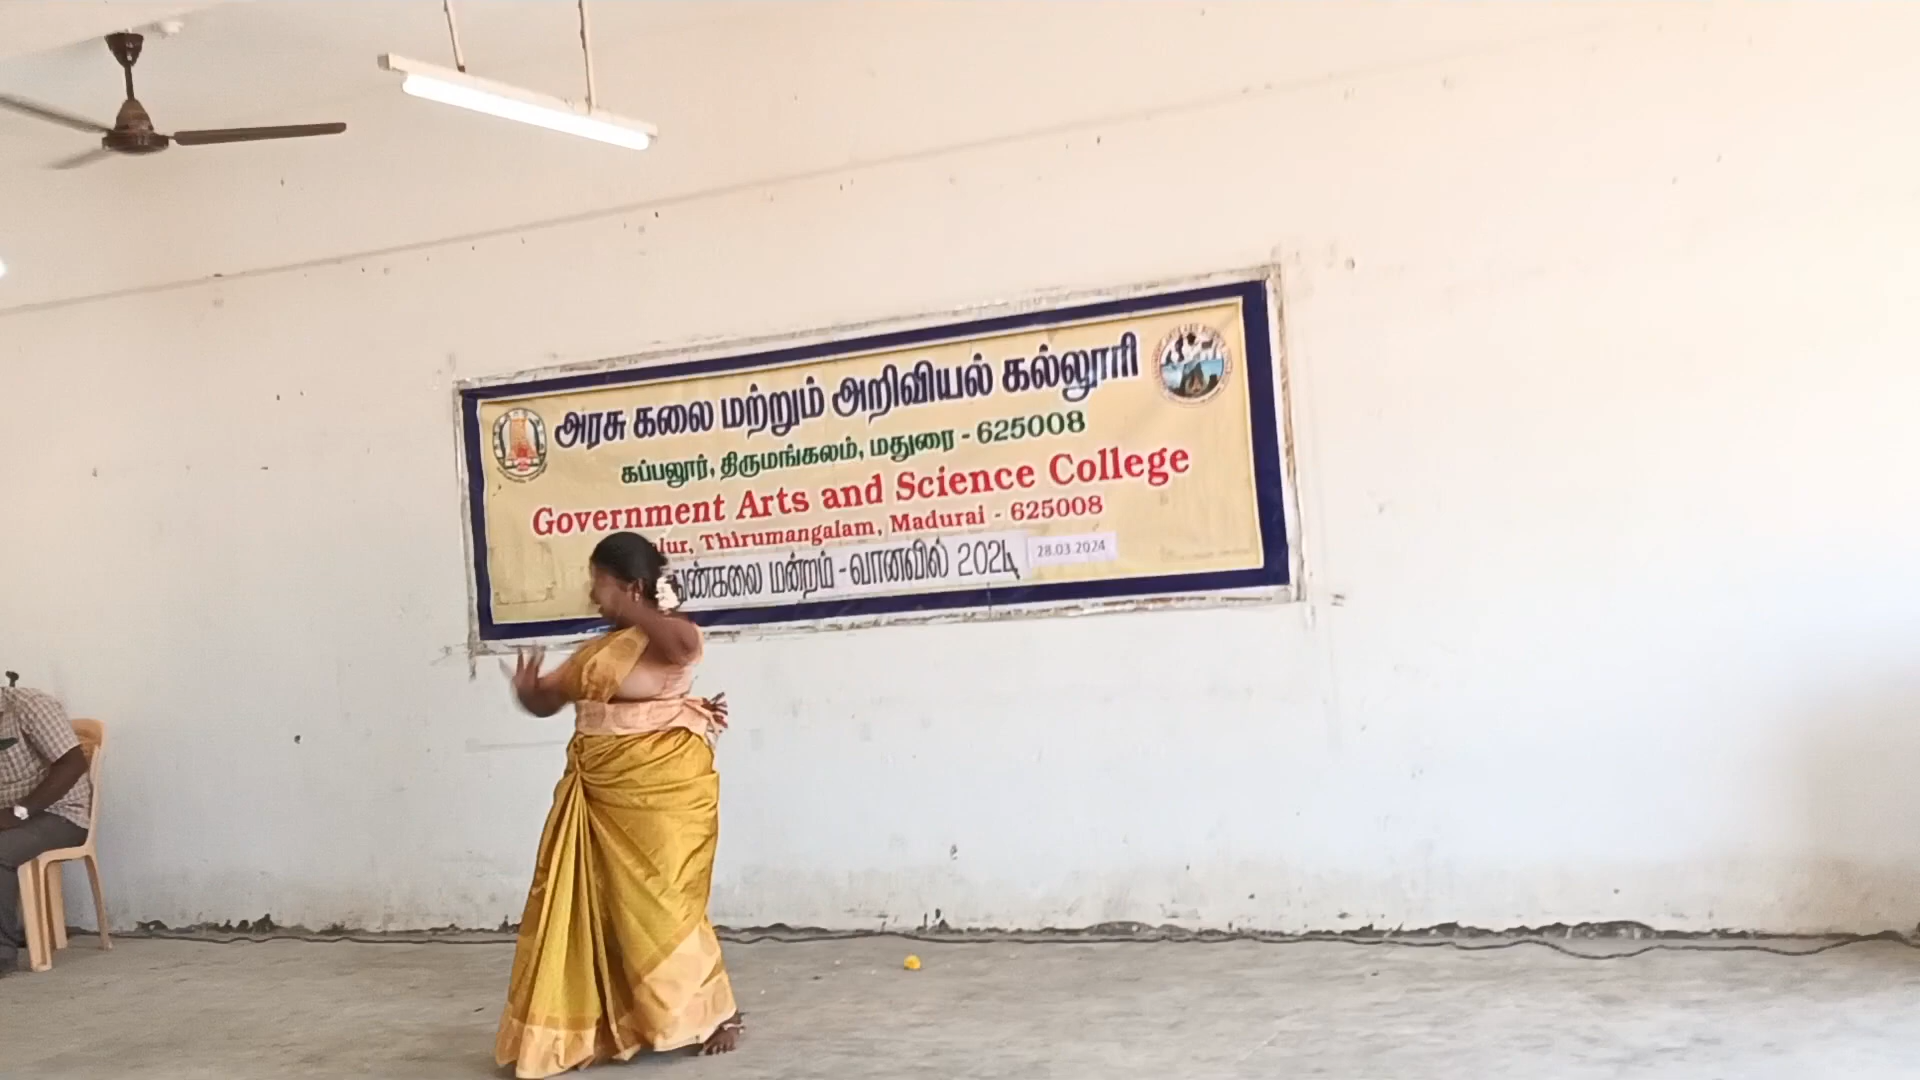 அரசு கலை மற்றும் அறிவியல் கல்லூரி
கப்பலூர், திருமங்கலம், மதுரை - 625008
Government Arts and Science College
Thirumangalam, Madurai - 625008
மன்றம் - வானவில் 2024 28.03.2024